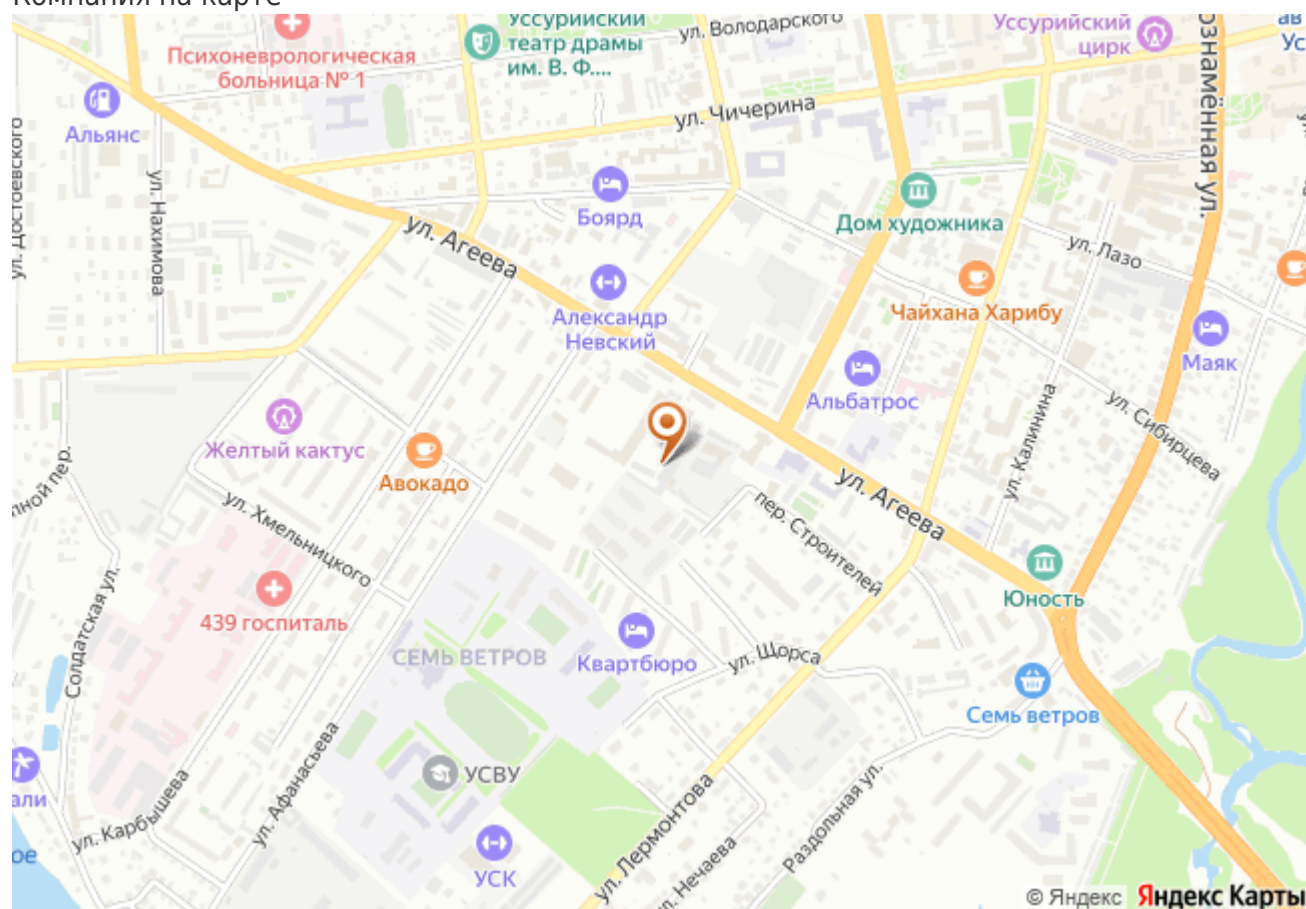 Компания на карте
Уссурийский
театр драмы
им. В. Ф....
ул. Володарского
Уссурийский
цирк
Психоневрологическая
больница № 1
Альянс
ул. Чичерина
ул. Достоевского
ул. Нахимова
ул. Агеева
Боярд
Дом художника
ул. Лазо
Александр
Невский
Чайхана Харибу
Маяк
Альбатрос
ул. Калинина
ул. Сибирцева
Желтый кактус
Авокадо
ул. Хмельницкого
пер. Строителей
ул. Агеева
Юность
439 госпиталь
Солдатская ул.
СЕМЬ ВЕТРОВ
Квартбюро
ул. Щорса
Семь ветров
УСВУ
ул. Карбышева
ул. Афанасьева
ул. Лермонтова
ул. Нечаева
Раздольная ул.
УСК
© Яндекс Яндекс Карты